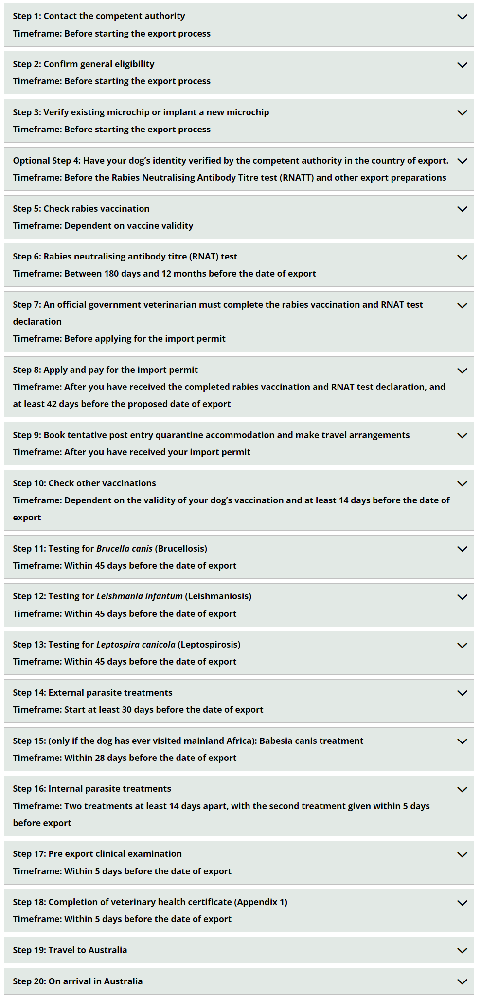 Step 1: Contact the competent authority
Timeframe: Before starting the export process
Step 2: Confirm general eligibility
Timeframe: Before starting the export process
Step 3: Verify existing microchip or implant a new microchip
Timeframe: Before starting the export process
Optional Step 4: Have your dog’s identity verified by the competent authority in the country of export.
Timeframe: Before the Rabies Neutralising Antibody Titre test (RNATT) and other export preparations
Step 5: Check rabies vaccination
Timeframe: Dependent on vaccine validity
Step 6: Rabies neutralising antibody titre (RNAT) test
Timeframe: Between 180 days and 12 months before the date of export
Step 7: An official government veterinarian must complete the rabies vaccination and RNAT test
declaration
Timeframe: Before applying for the import permit
Step 8: Apply and pay for the import permit
Timeframe: After you have received the completed rabies vaccination and RNAT test declaration, and
at least 42 days before the proposed date of export
Step 9: Book tentative post entry quarantine accommodation and make travel arrangements
Timeframe: After you have received your import permit
Step 10: Check other vaccinations
Timeframe: Dependent on the validity of your dog’s vaccination and at least 14 days before the date of
export
Step 11: Testing for Brucella canis (Brucellosis)
Timeframe: Within 45 days before the date of export
Step 12: Testing for Leishmania infantum (Leishmaniosis)
Timeframe: Within 45 days before the date of export
Step 13: Testing for Leptospira canicola (Leptospirosis)
Timeframe: Within 45 days before the date of export
Step 14: External parasite treatments
Timeframe: Start at least 30 days before the date of export
Step 15: (only if the dog has ever visited mainland Africa): Babesia canis treatment
Timeframe: Within 28 days before the date of export
Step 16: Internal parasite treatments
Timeframe: Two treatments at least 14 days apart, with the second treatment given within 5 days
before export
Step 17: Pre export clinical examination
Timeframe: Within 5 days before the date of export
Step 18: Completion of veterinary health certificate (Appendix 1)
Timeframe: Within 5 days before the date of export
Step 19: Travel to Australia
Step 20: On arrival in Australia